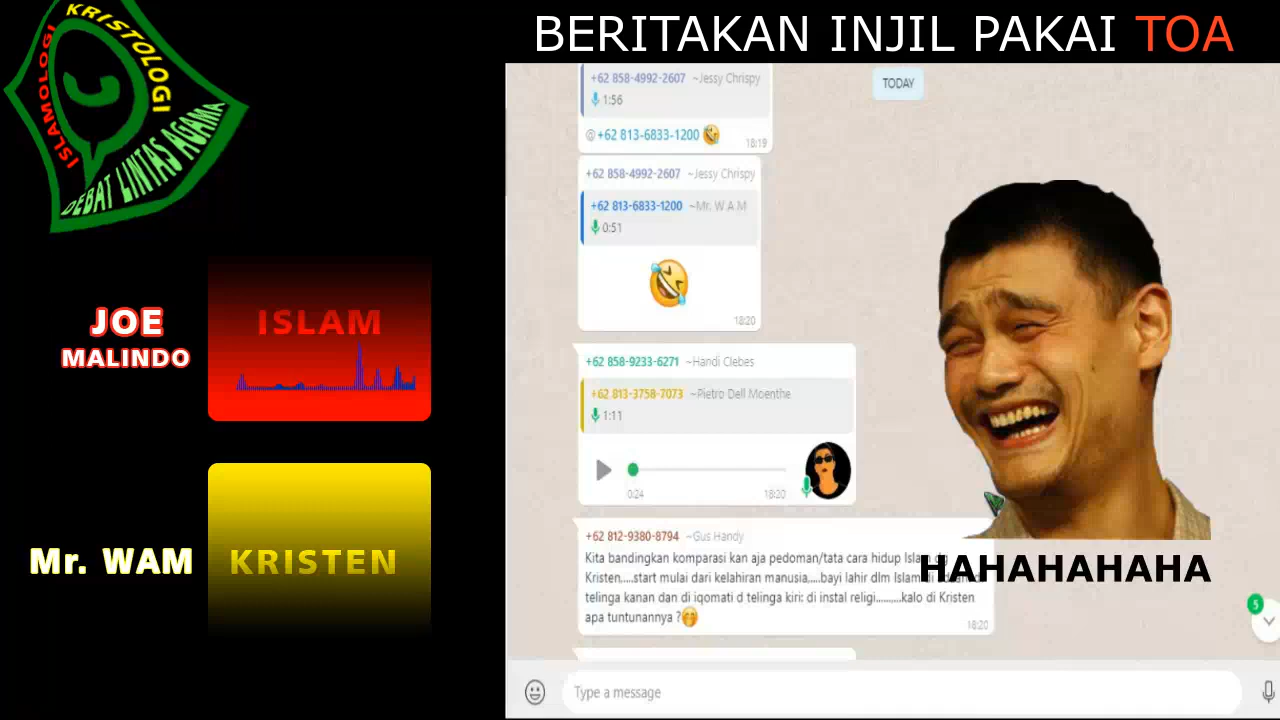 ISLAMOLOGI
KRISTOLOGI
DEBAT LINTAS AGAMA
BERITAKAN INJIL PAKAI TOA
JOE
MALINDO
ISLAM
Mr. WAM
KRISTEN
+62 858-4992-2607 ~Jessy Chrispy
1:56
@+62 813-6833-1200 🤣
18:19
TODAY
+62 858-4992-2607 ~Jessy Chrispy
+62 813-6833-1200 ~Mr. W.A.M
0:51
🤣
18:20
+62 858-9233-6271 ~Handi Clebes
+62 813-3758-7073 ~Pietro Dell Moenthe
1:11
0:24 18:20
+62 812-9380-8794 ~Gus Handy
Kita bandingkan komparasi kan aja pedoman/tata cara hidup Islam dg
Kristen,...start mulai dari kelahiran manusia,...bayi lahir dlm Islam di
telinga kanan dan di iqomati d telinga kiri: di instal religi.........kalo di Kristen
apa tuntunannya ?🤭
18:20
HAHAHAHAHA
5
Type a message